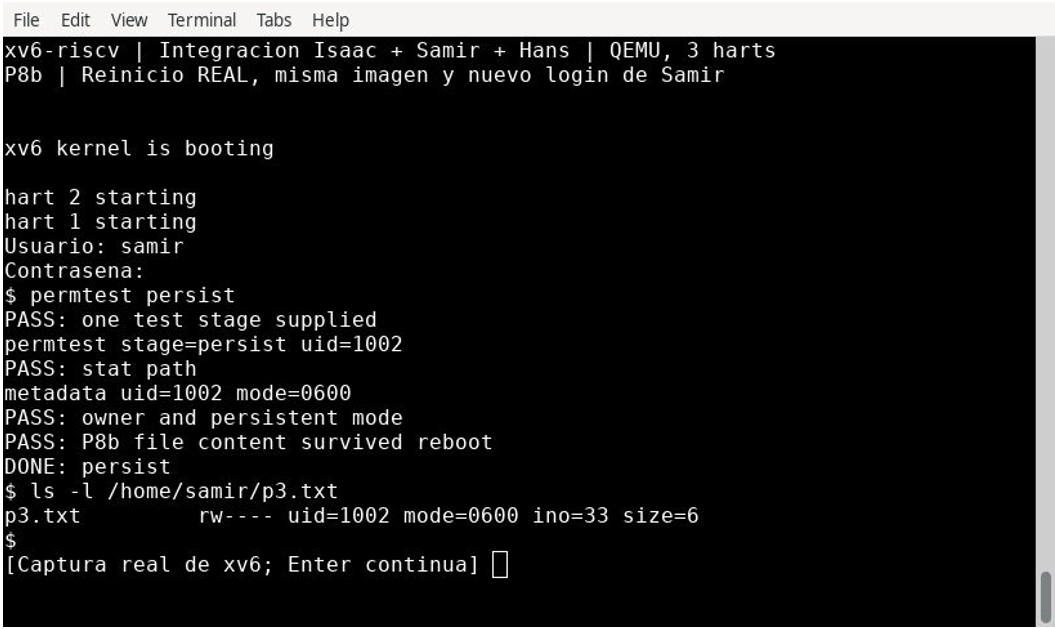 File Edit View Terminal Tabs Help
xv6-riscv | Integracion Isaac + Samir + Hans | QEMU, 3 harts
P8b | Reinicio REAL, misma imagen y nuevo login de Samir
xv6 kernel is booting
hart 2 starting
hart 1 starting
Usuario: samir
Contrasena:
$ permtest persist
PASS: one test stage supplied
permtest stage=persist uid=1002
PASS: stat path
metadata uid=1002 mode=0600
PASS: owner and persistent mode
PASS: P8b file content survived reboot
DONE: persist
$ ls -l /home/samir/p3.txt
p3.txt          rw---- uid=1002 mode=0600 ino=33 size=6
$
[Captura real de xv6; Enter continua]